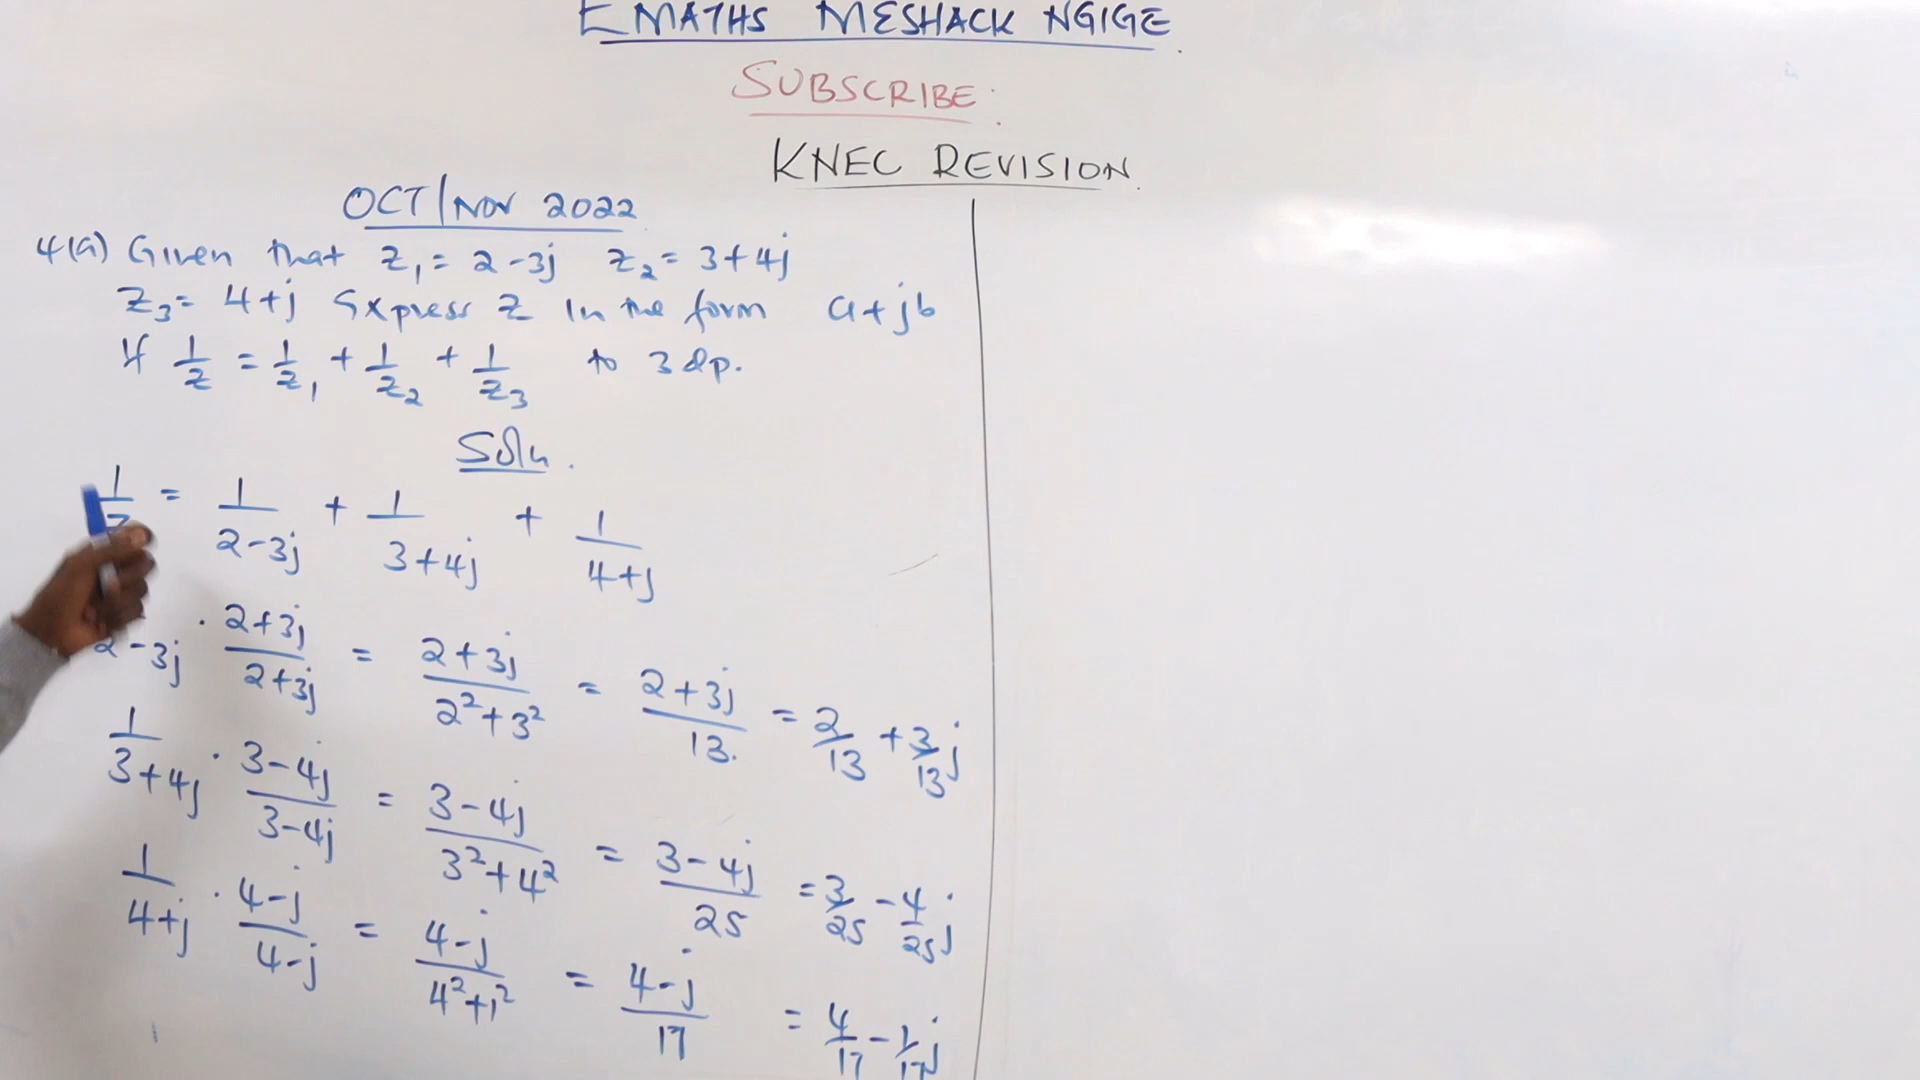 EMATHS MESHACK NGIGE
SUBSCRIBE
KNEC REVISION
OCT/NOV 2022
4(a) Given that z₁ = 2-3j z₂ = 3+4j
z₃ = 4+j Express z in the form a+jb
If 1/z = 1/z₁ + 1/z₂ + 1/z₃ to 3 dp.
Soln.
1/z = 1/(2-3j) + 1/(3+4j) + 1/(4+j)
2-3j · (2+3j)/(2+3j) = (2+3j)/(2²+3²) = (2+3j)/13. = 2/13 + 3/13 j
1/(3+4j) · (3-4j)/(3-4j) = (3-4j)/(3²+4²) = (3-4j)/25 = 3/25 - 4/25 j
1/(4+j) · (4-j)/(4-j) = (4-j)/(4²+1²) = (4-j)/17 = 4/17 - 1/17 j